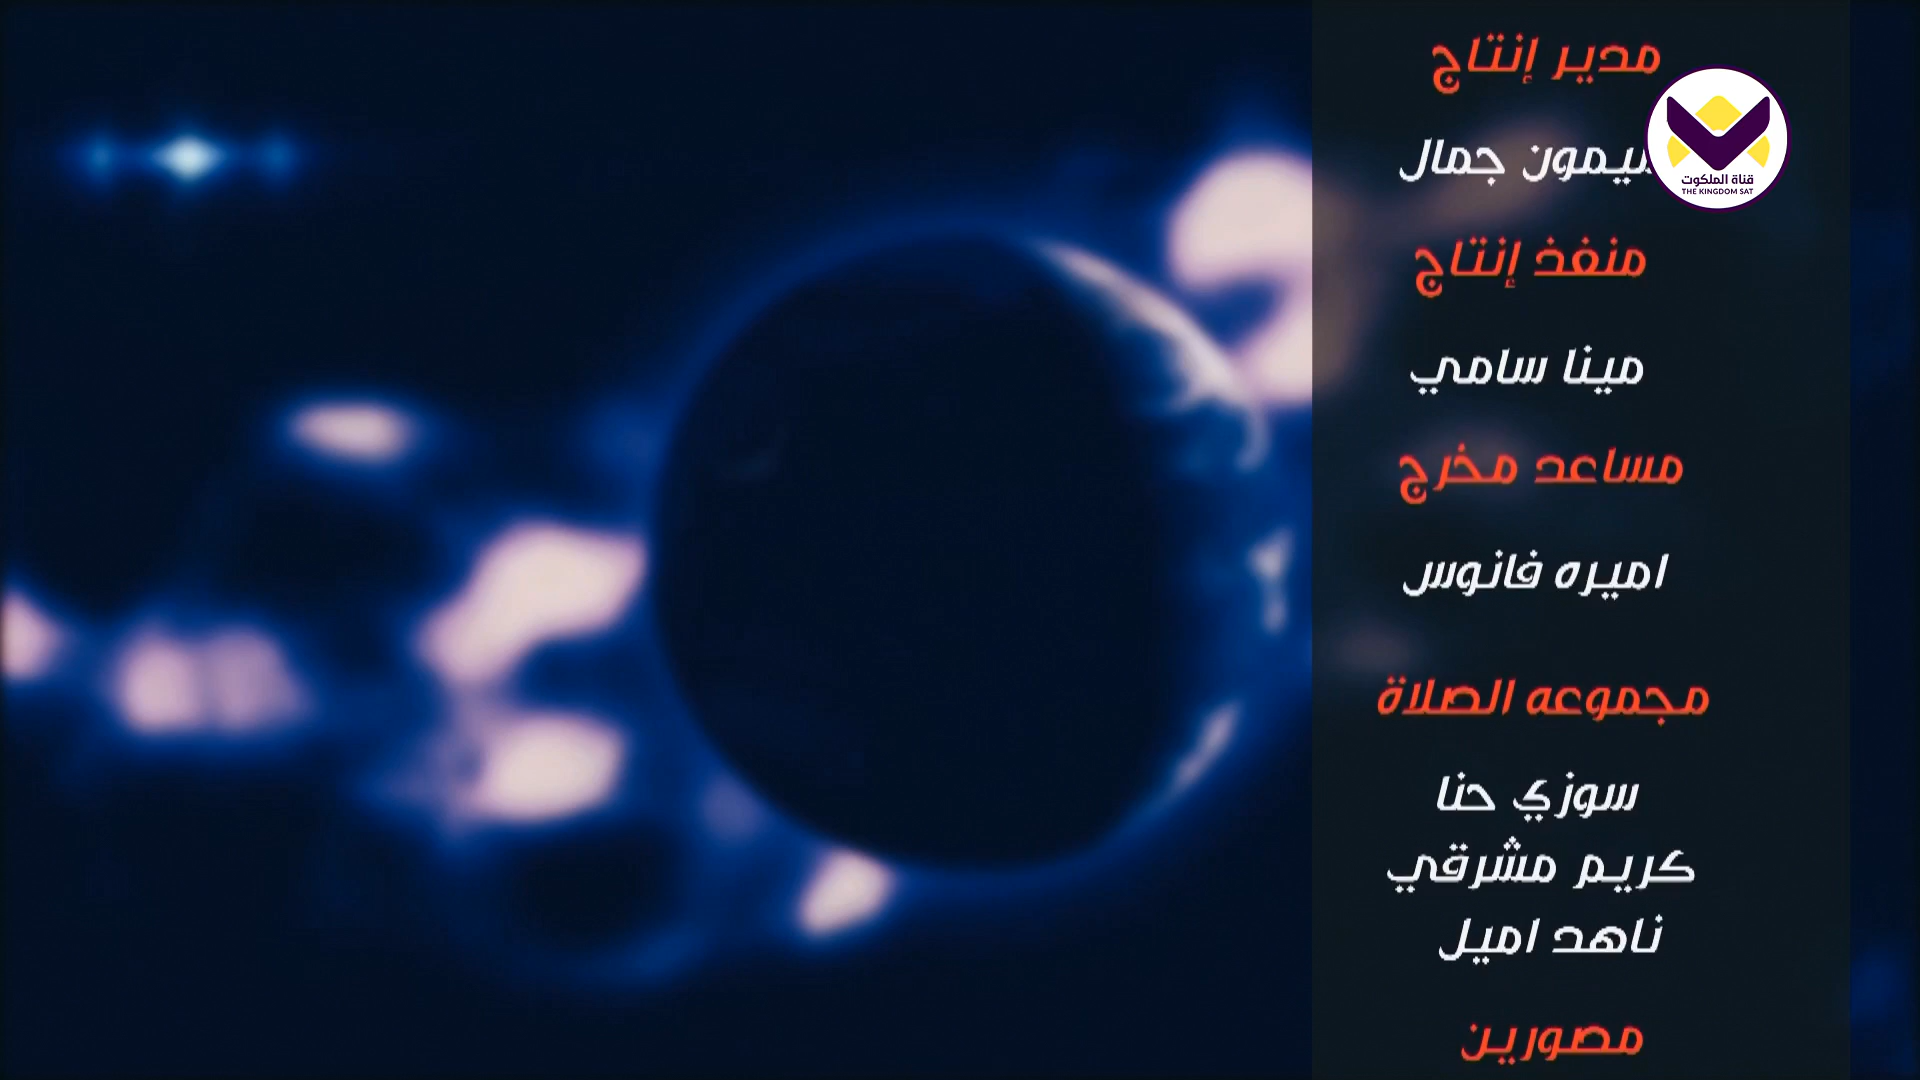 مدير إنتاج
جمال
قناة الملكوت
THE KINGDOM SAT
منفذ إنتاج
مينا سامي
مساعد مخرج
اميره فانوس
مجموعه الصلاة
سوزي حنا
كريم مشرقي
ناهد اميل
مصورين